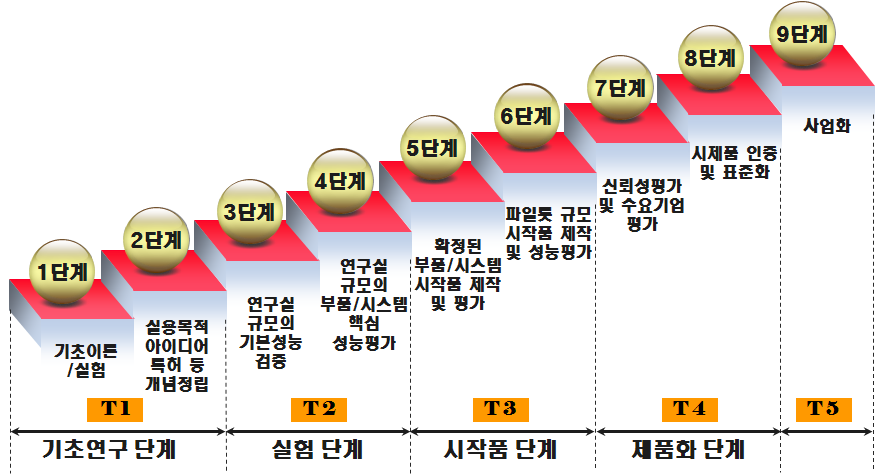 1단계
기초이론
/실험
2단계
실용목적
아이디어
특허 등
개념정립
3단계
연구실
규모의
기본성능
검증
4단계
연구실
규모의
부품/시스템
핵심
성능평가
5단계
확정된
부품/시스템
시작품 제작
및 평가
6단계
파일롯 규모
시작품 제작
및 성능평가
7단계
신뢰성평가
및 수요기업
평가
8단계
시제품 인증
및 표준화
9단계
사업화
T1
T2
T3
T4
T5
기초연구 단계
실험 단계
시작품 단계
제품화 단계